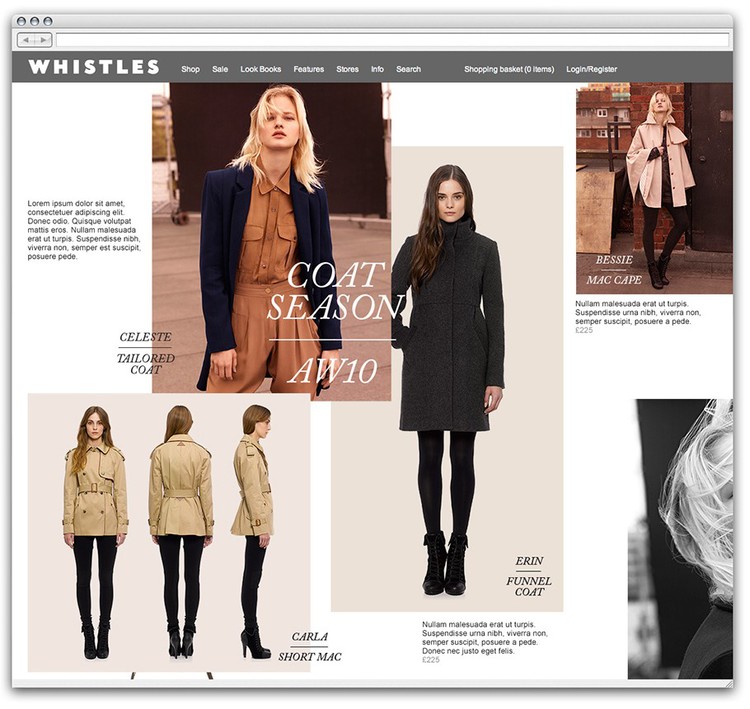 WHISTLES
Shop Sale Look Books Features Stores Info Search Shopping basket (0 items) Login/Register
Lorem ipsum dolor sit amet,
consectetuer adipiscing elit.
Donec odio. Quisque volutpat
mattis eros. Nullam malesuada
erat ut turpis. Suspendisse nibh,
viverra non, semper est suscipit,
posuere pede.
COAT
SEASON
AW10
CELESTE
TAILORED
COAT
BESSIE
MAC CAPE
Nullam malesuada erat ut turpis.
Suspendisse urna nibh, viverra non,
semper suscipit, posuere a pede.
£225
ERIN
FUNNEL
COAT
Nullam malesuada erat ut turpis.
Suspendisse urna nibh, viverra non,
semper suscipit, posuere a pede.
Donec nec justo eget felis.
£225
CARLA
SHORT MAC